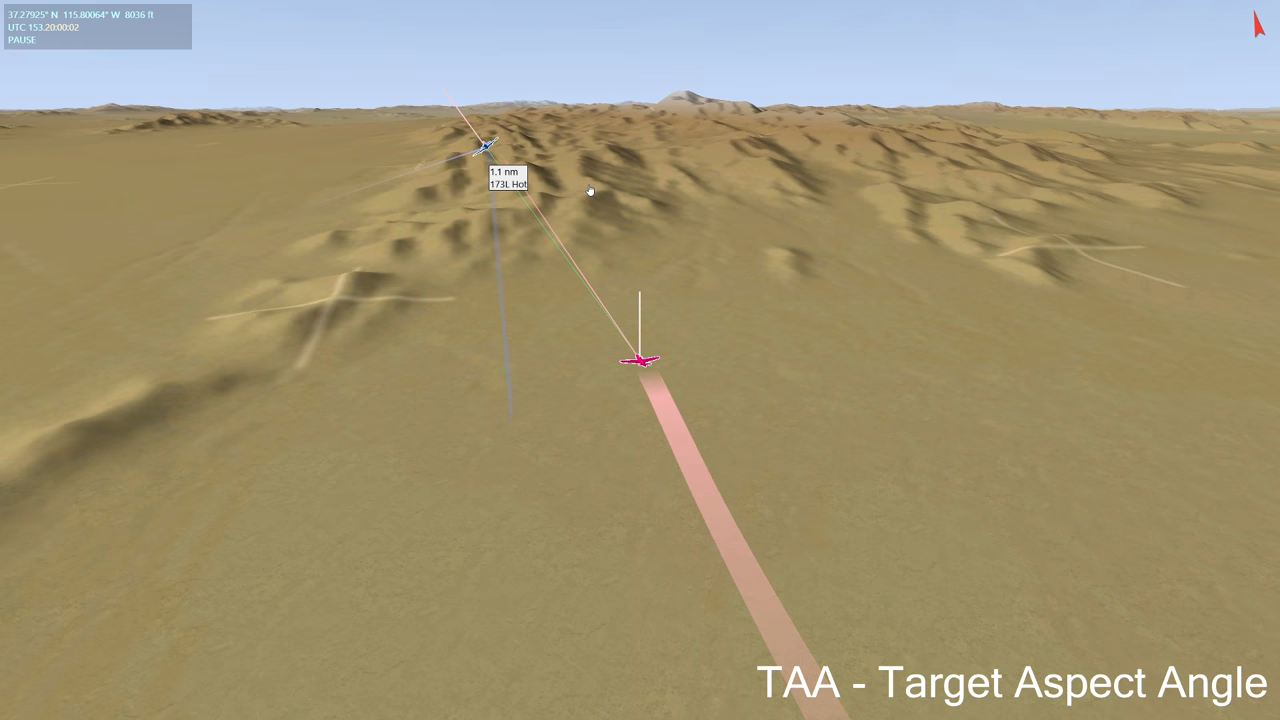 37.27925° N  115.80064° W  8036 ft
UTC 153.20:00:02
PAUSE
1.1 nm
173L Hot
TAA - Target Aspect Angle